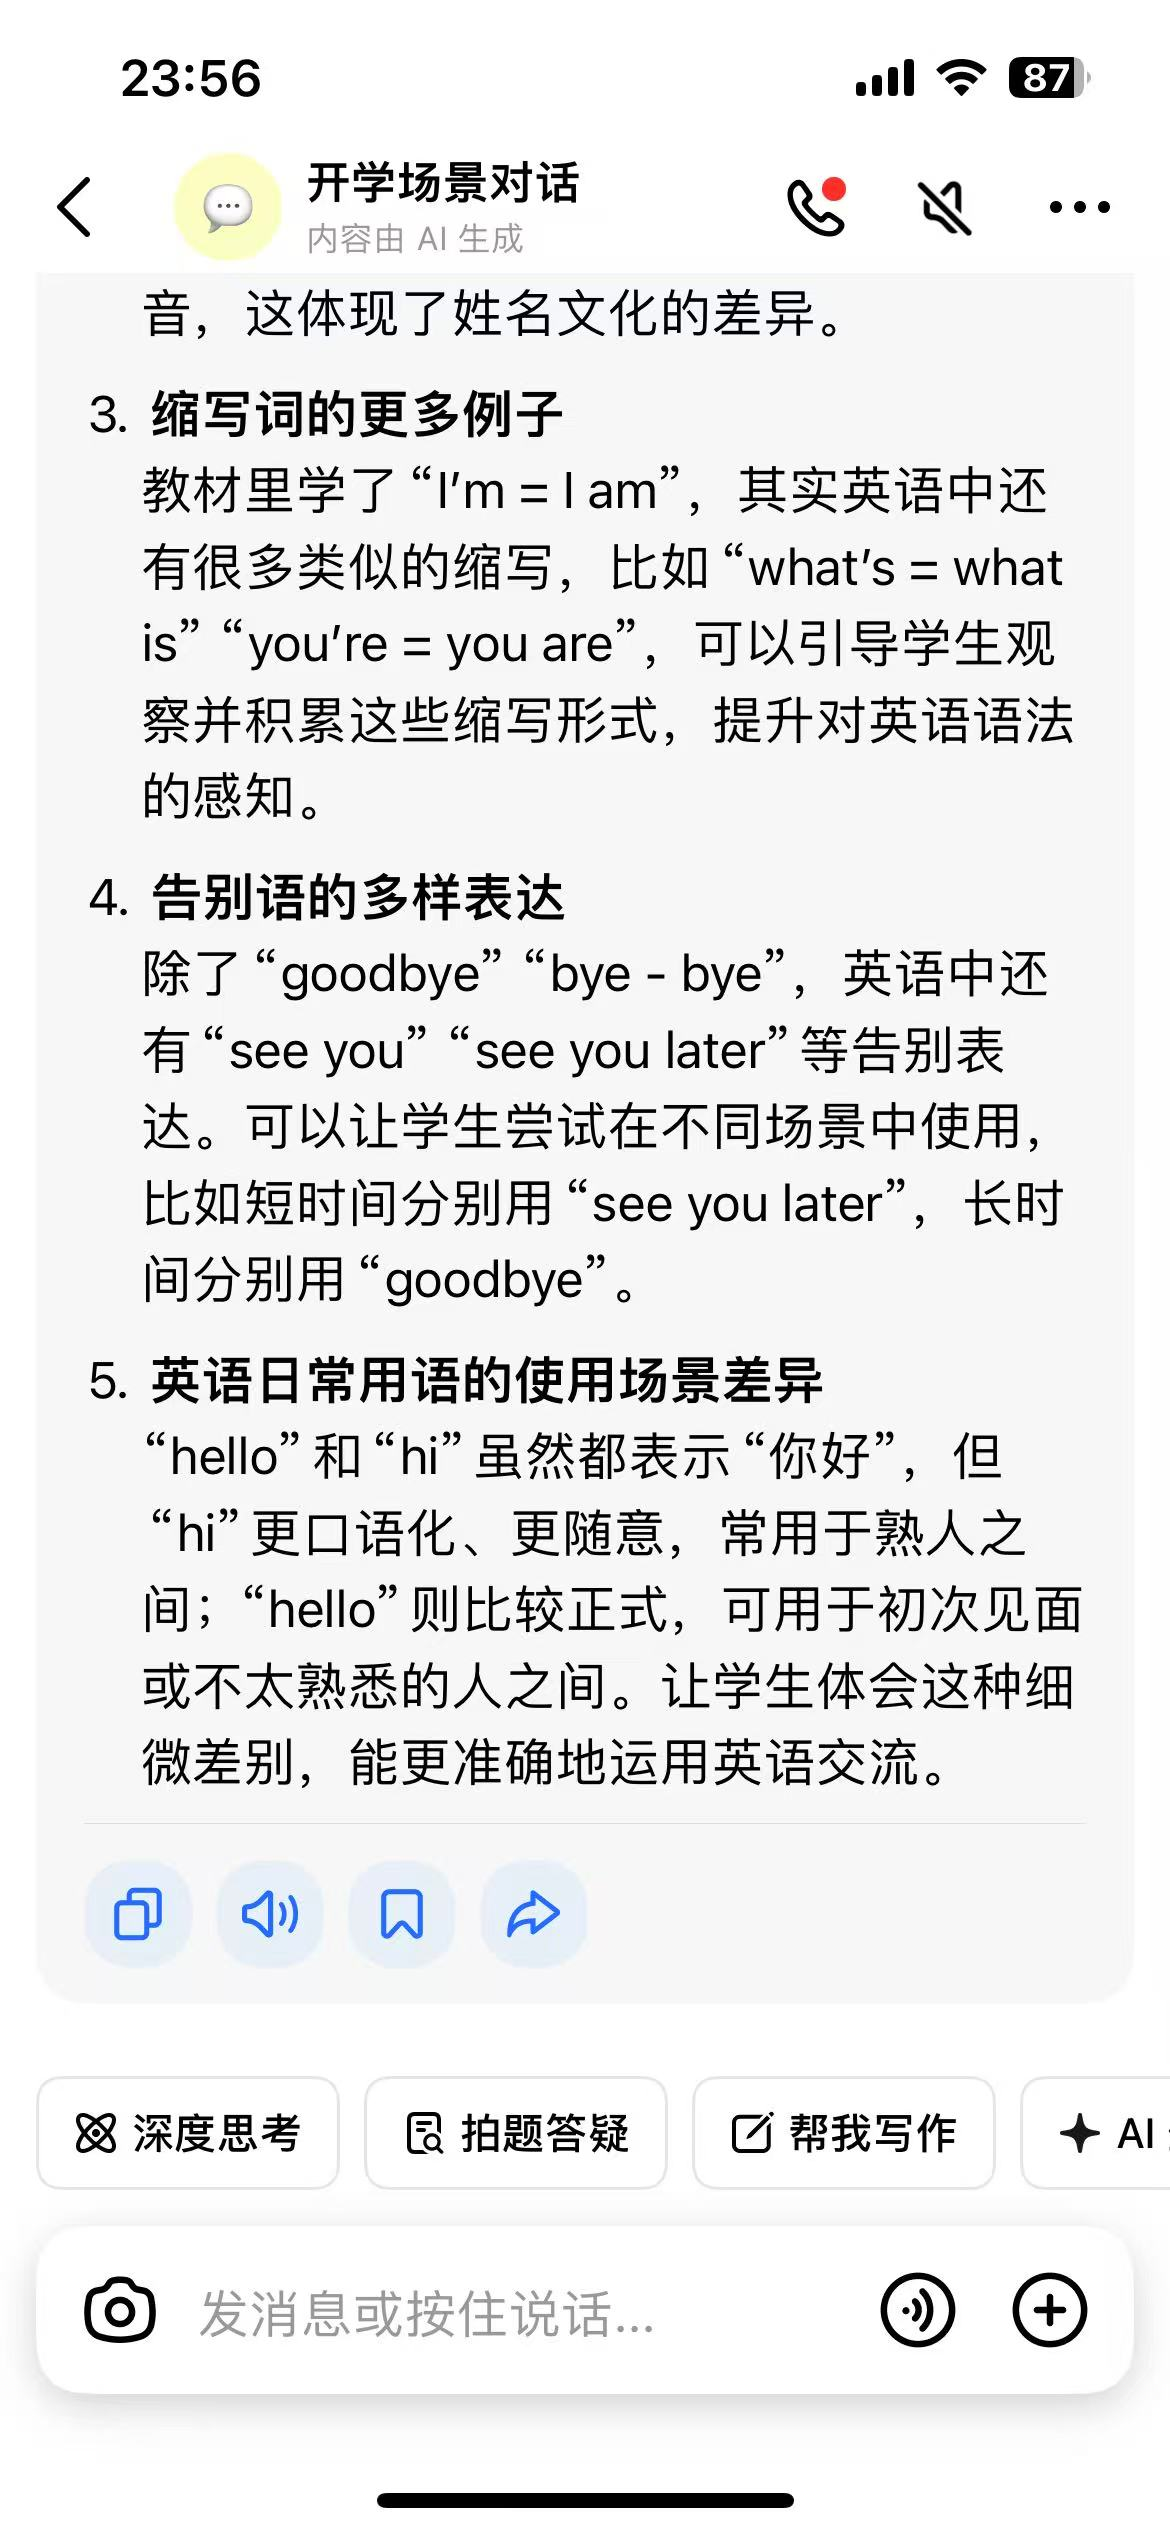 23:56
87
开学场景对话
内容由 AI 生成
音，这体现了姓名文化的差异。
3. 缩写词的更多例子
教材里学了“I’m = I am”，其实英语中还
有很多类似的缩写，比如“what’s = what
is”“you’re = you are”，可以引导学生观
察并积累这些缩写形式，提升对英语语法
的感知。
4. 告别语的多样表达
除了“goodbye”“bye - bye”，英语中还
有“see you”“see you later”等告别表
达。可以让学生尝试在不同场景中使用，
比如短时间分别用“see you later”，长时
间分别用“goodbye”。
5. 英语日常用语的使用场景差异
“hello”和“hi”虽然都表示“你好”，但
“hi”更口语化、更随意，常用于熟人之
间；“hello”则比较正式，可用于初次见面
或不太熟悉的人之间。让学生体会这种细
微差别，能更准确地运用英语交流。
深度思考
拍题答疑
帮我写作
AI
发消息或按住说话...